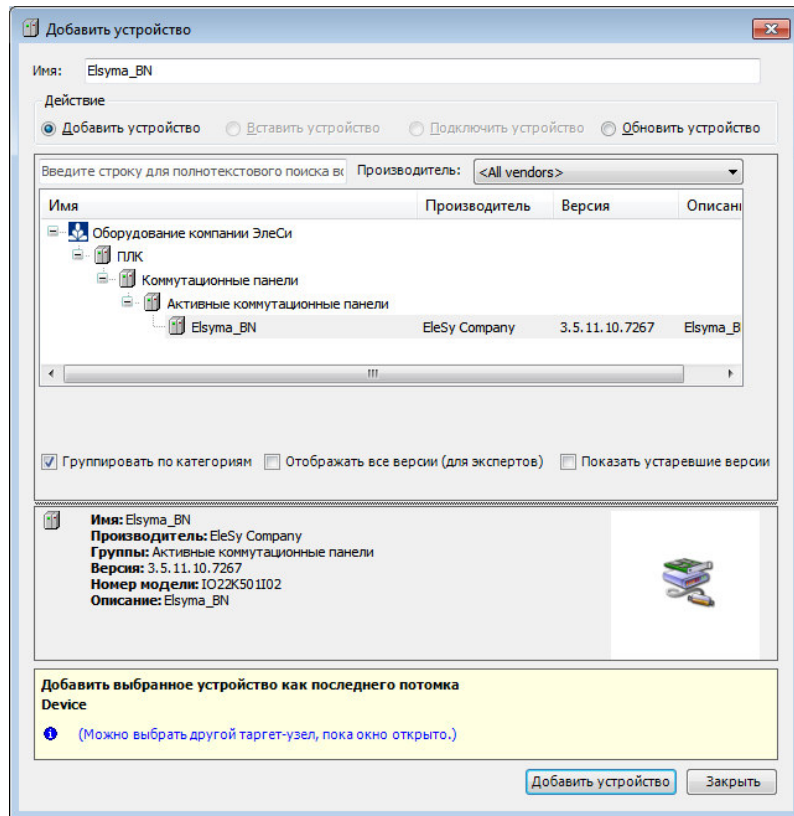 Добавить устройство
Имя: Elsyma_BN
Действие
Добавить устройство Вставить устройство Подключить устройство Обновить устройство
Введите строку для полнотекстового поиска вс Производитель: <All vendors>
Имя Производитель Версия Описані
Оборудование компании ЭлеСи
ПЛК
Коммутационные панели
Активные коммутационные панели
Elsyma_BN EleSy Company 3.5.11.10.7267 Elsyma_B
Группировать по категориям Отображать все версии (для экспертов) Показать устаревшие версии
Имя: Elsyma_BN
Производитель: EleSy Company
Группы: Активные коммутационные панели
Версия: 3.5.11.10.7267
Номер модели: IO22K501I02
Описание: Elsyma_BN
Добавить выбранное устройство как последнего потомка
Device
(Можно выбрать другой таргет-узел, пока окно открыто.)
Добавить устройство Закрыть